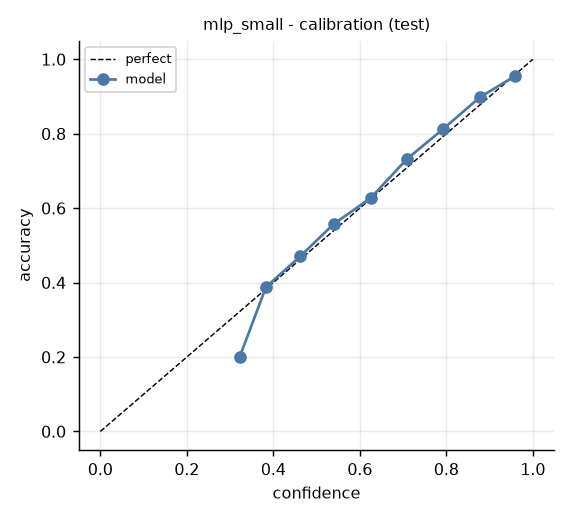 mlp_small - calibration (test)
perfect
model
1.0
0.8
0.6
0.4
0.2
0.0
accuracy
0.0 0.2 0.4 0.6 0.8 1.0
confidence